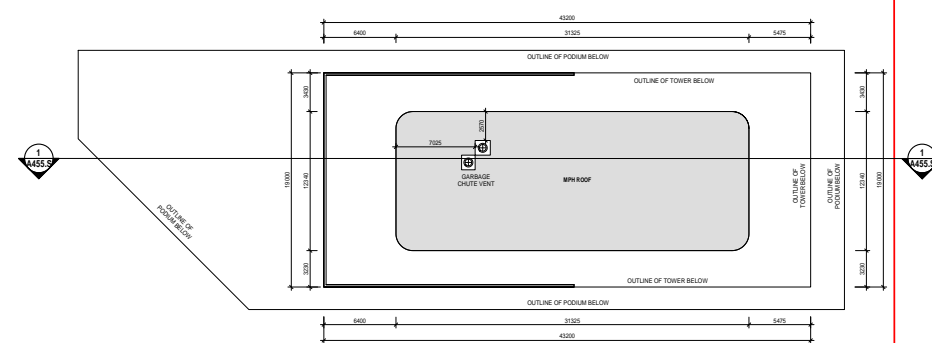 43200
6400
31325
5475
OUTLINE OF PODIUM BELOW
OUTLINE OF TOWER BELOW
3430
3430
2570
7025
1
A455.S
1
A455.S
19000
12340
GARBAGE
CHUTE VENT
MPH ROOF
OUTLINE OF
TOWER BELOW
OUTLINE OF
PODIUM BELOW
12340
19000
OUTLINE OF
PODIUM BELOW
3230
3230
OUTLINE OF TOWER BELOW
OUTLINE OF PODIUM BELOW
6400
31325
5475
43200